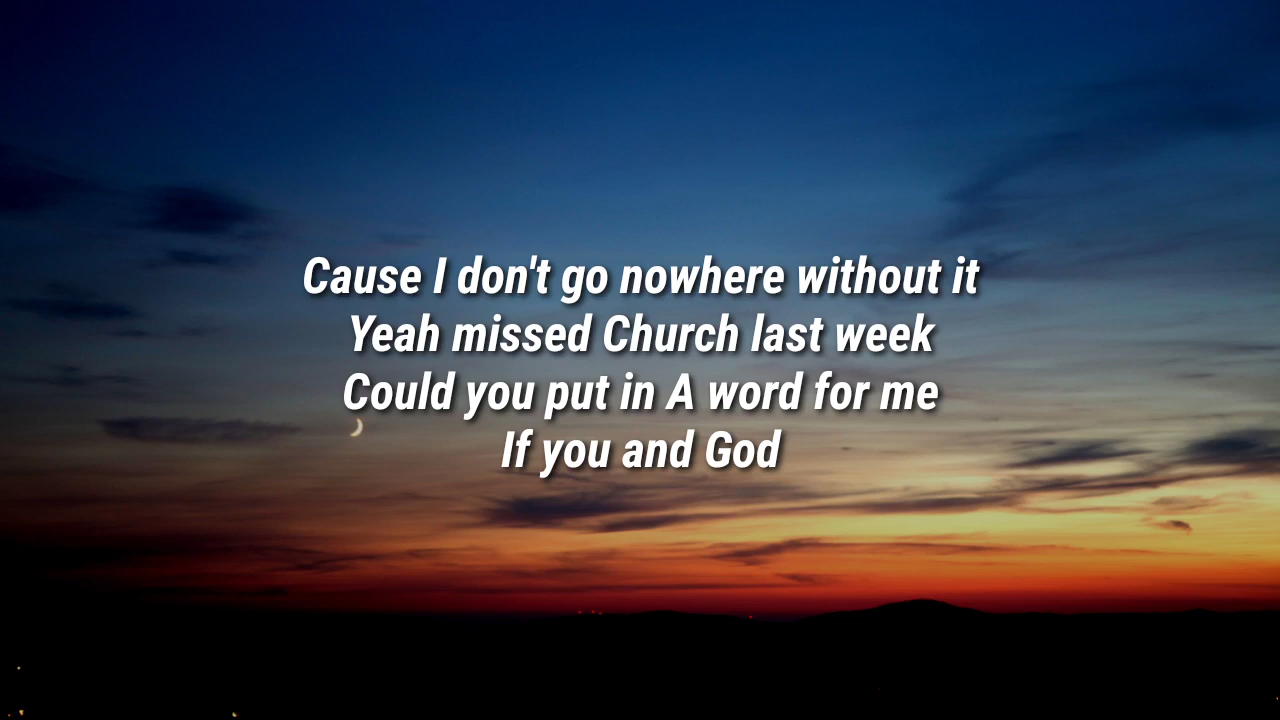 Cause I don't go nowhere without it
Yeah missed Church last week
Could you put in A word for me
If you and God